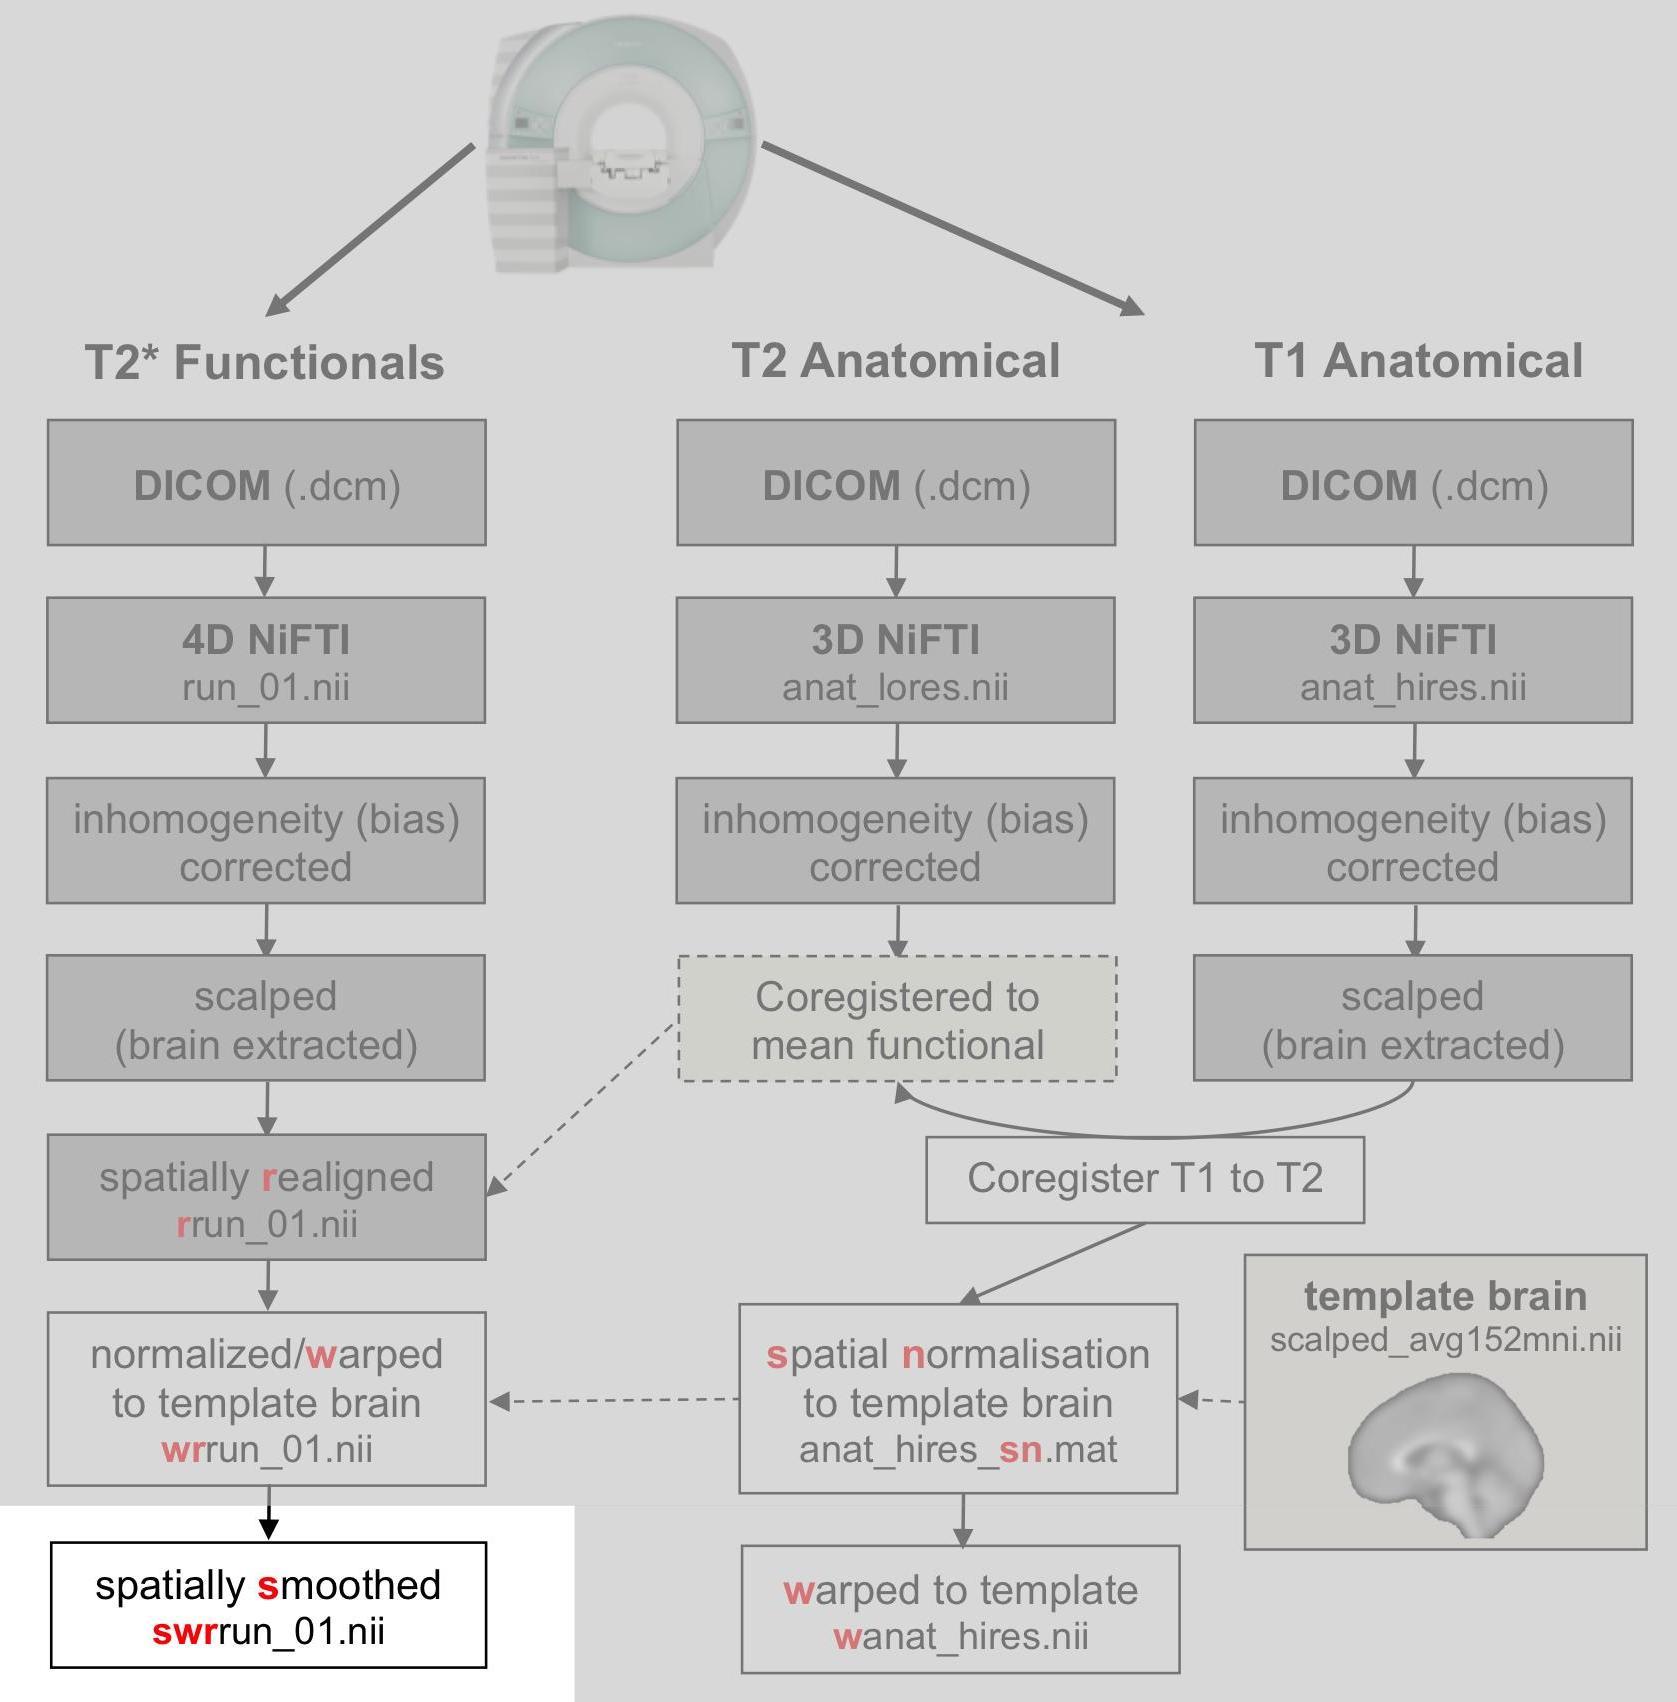 T2* Functionals
T2 Anatomical
T1 Anatomical
DICOM (.dcm)
DICOM (.dcm)
DICOM (.dcm)
4D NiFTI
run_01.nii
3D NiFTI
anat_lores.nii
3D NiFTI
anat_hires.nii
inhomogeneity (bias)
corrected
inhomogeneity (bias)
corrected
inhomogeneity (bias)
corrected
scalped
(brain extracted)
Coregistered to
mean functional
scalped
(brain extracted)
spatially realigned
rrun_01.nii
Coregister T1 to T2
normalized/warped
to template brain
wrrun_01.nii
spatial normalisation
to template brain
anat_hires_sn.mat
template brain
scalped_avg152mni.nii
spatially smoothed
swrrun_01.nii
warped to template
wanat_hires.nii